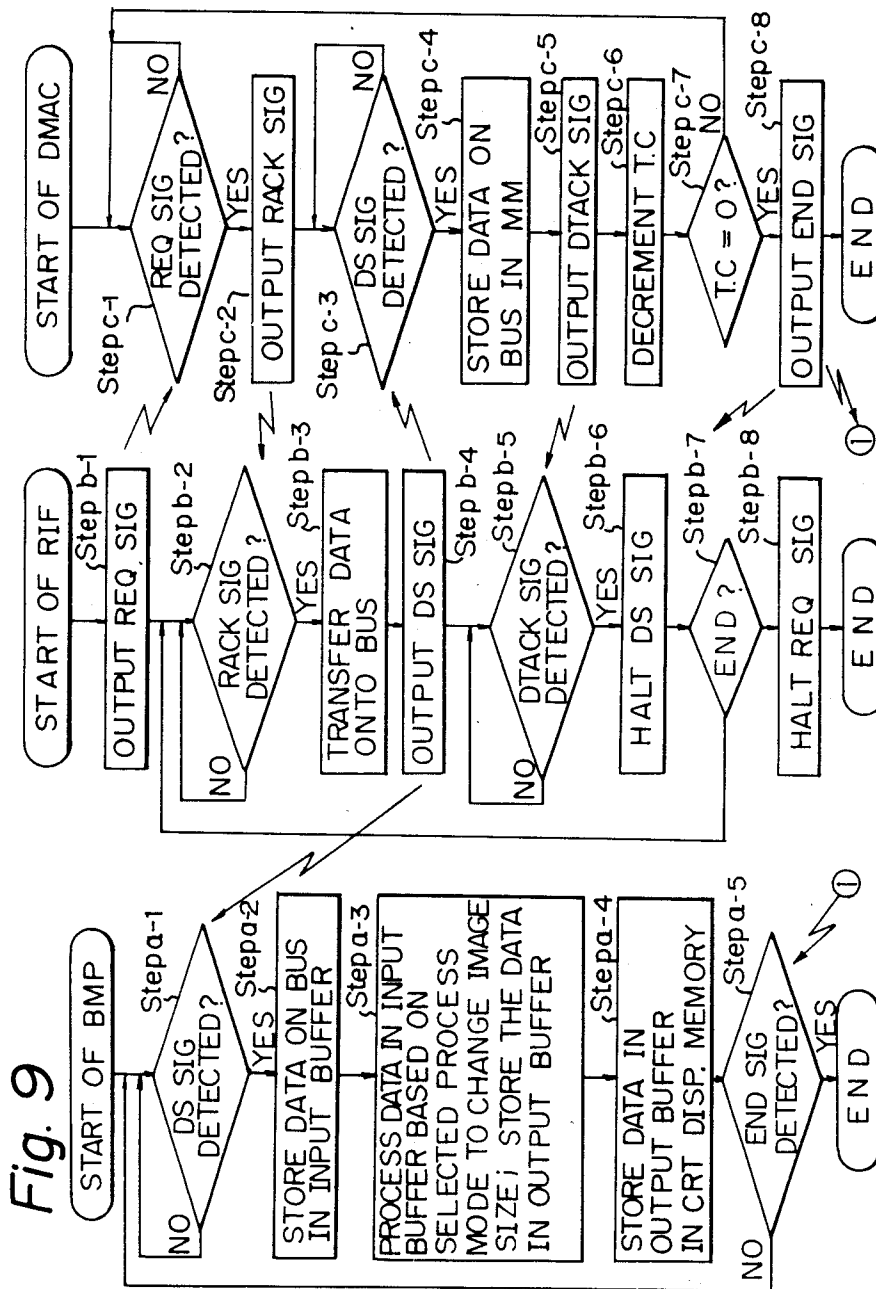 Fig. 9
START OF BMP
Step a-1
DS SIG
DETECTED?
NO
YES
Step a-2
STORE DATA ON BUS
IN INPUT BUFFER
Step a-3
PROCESS DATA IN INPUT
BUFFER BASED ON
SELECTED PROCESS
MODE TO CHANGE IMAGE
SIZE; STORE THE DATA
IN OUTPUT BUFFER
Step a-4
STORE DATA IN
OUTPUT BUFFER
IN CRT DISP. MEMORY
Step a-5
END SIG
DETECTED?
NO
YES
①
END
START OF RIF
Step b-1
OUTPUT REQ SIG
Step b-2
RACK SIG
DETECTED?
NO
YES
Step b-3
TRANSFER DATA
ONTO BUS
OUTPUT DS SIG
Step b-4
Step b-5
DTACK SIG
DETECTED?
NO
YES
Step b-6
HALT DS SIG
Step b-7
END?
Step b-8
HALT REQ SIG
END
START OF DMAC
Step c-1
REQ SIG
DETECTED?
NO
YES
Step c-2
OUTPUT RACK SIG
Step c-3
DS SIG
DETECTED?
NO
YES
Step c-4
STORE DATA ON
BUS IN MM
Step c-5
OUTPUT DTACK SIG
Step c-6
DECREMENT T.C
Step c-7
T.C = 0?
NO
YES
Step c-8
OUTPUT END SIG
①
END